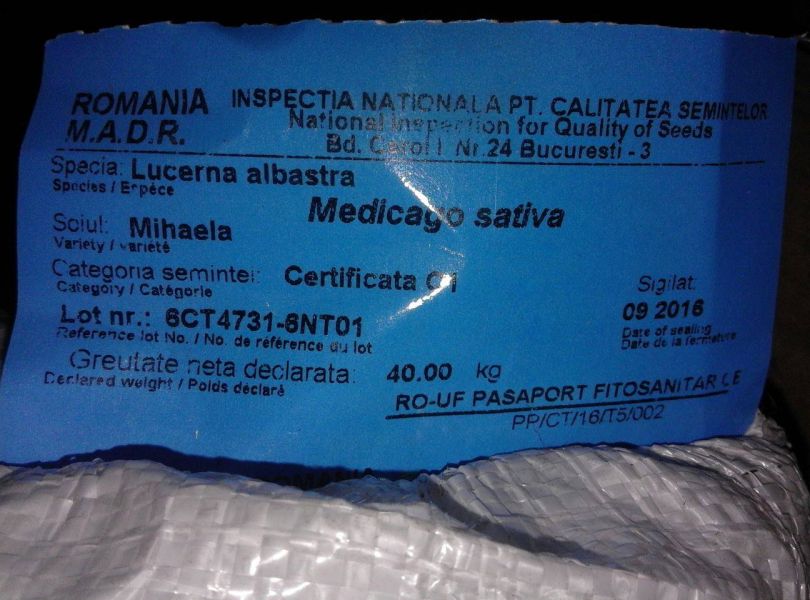 ROMANIA
M.A.D.R.
INSPECTIA NATIONALA PT. CALITATEA SEMINTELOR
National Inspection for Quality of Seeds
Bd. Carol I Nr.24 Bucuresti - 3
Specia: Lucerna albastra
Species / Espéce
Medicago sativa
Soiul: Mihaela
Variety / varieté
Categoria semintei: Certificata C1
Category / Catégorie
Sigilat:
09 2016
Date of sealing
Date de la fermeture
Lot nr.: 6CT4731-6NT01
Reference lot No. / No. de référence du lot
Greutate neta declarata: 40.00 kg
Declared weight / Poids déclaré
RO-UF PASAPORT FITOSANITAR CE
PP/CT/16/T5/002